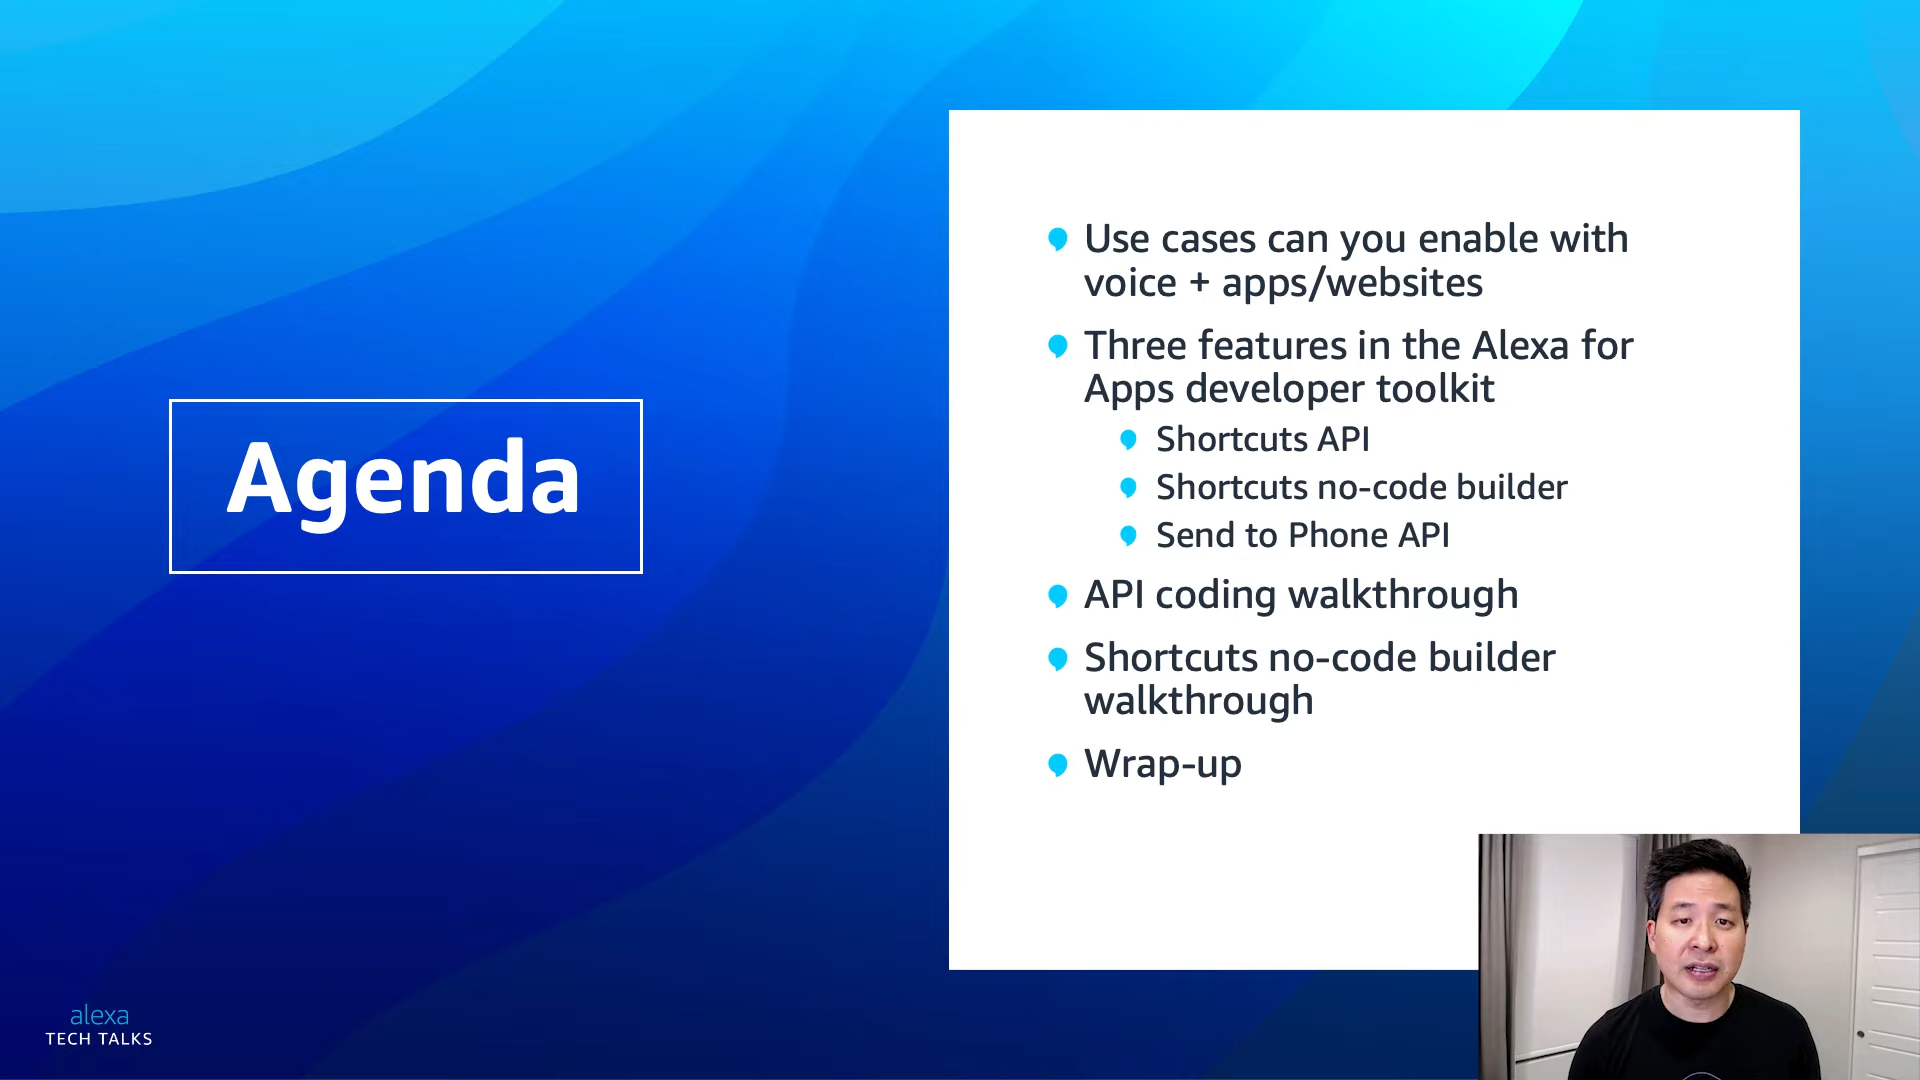 Agenda
Use cases can you enable with
voice + apps/websites
Three features in the Alexa for
Apps developer toolkit
Shortcuts API
Shortcuts no-code builder
Send to Phone API
API coding walkthrough
Shortcuts no-code builder
walkthrough
Wrap-up
alexa
TECH TALKS